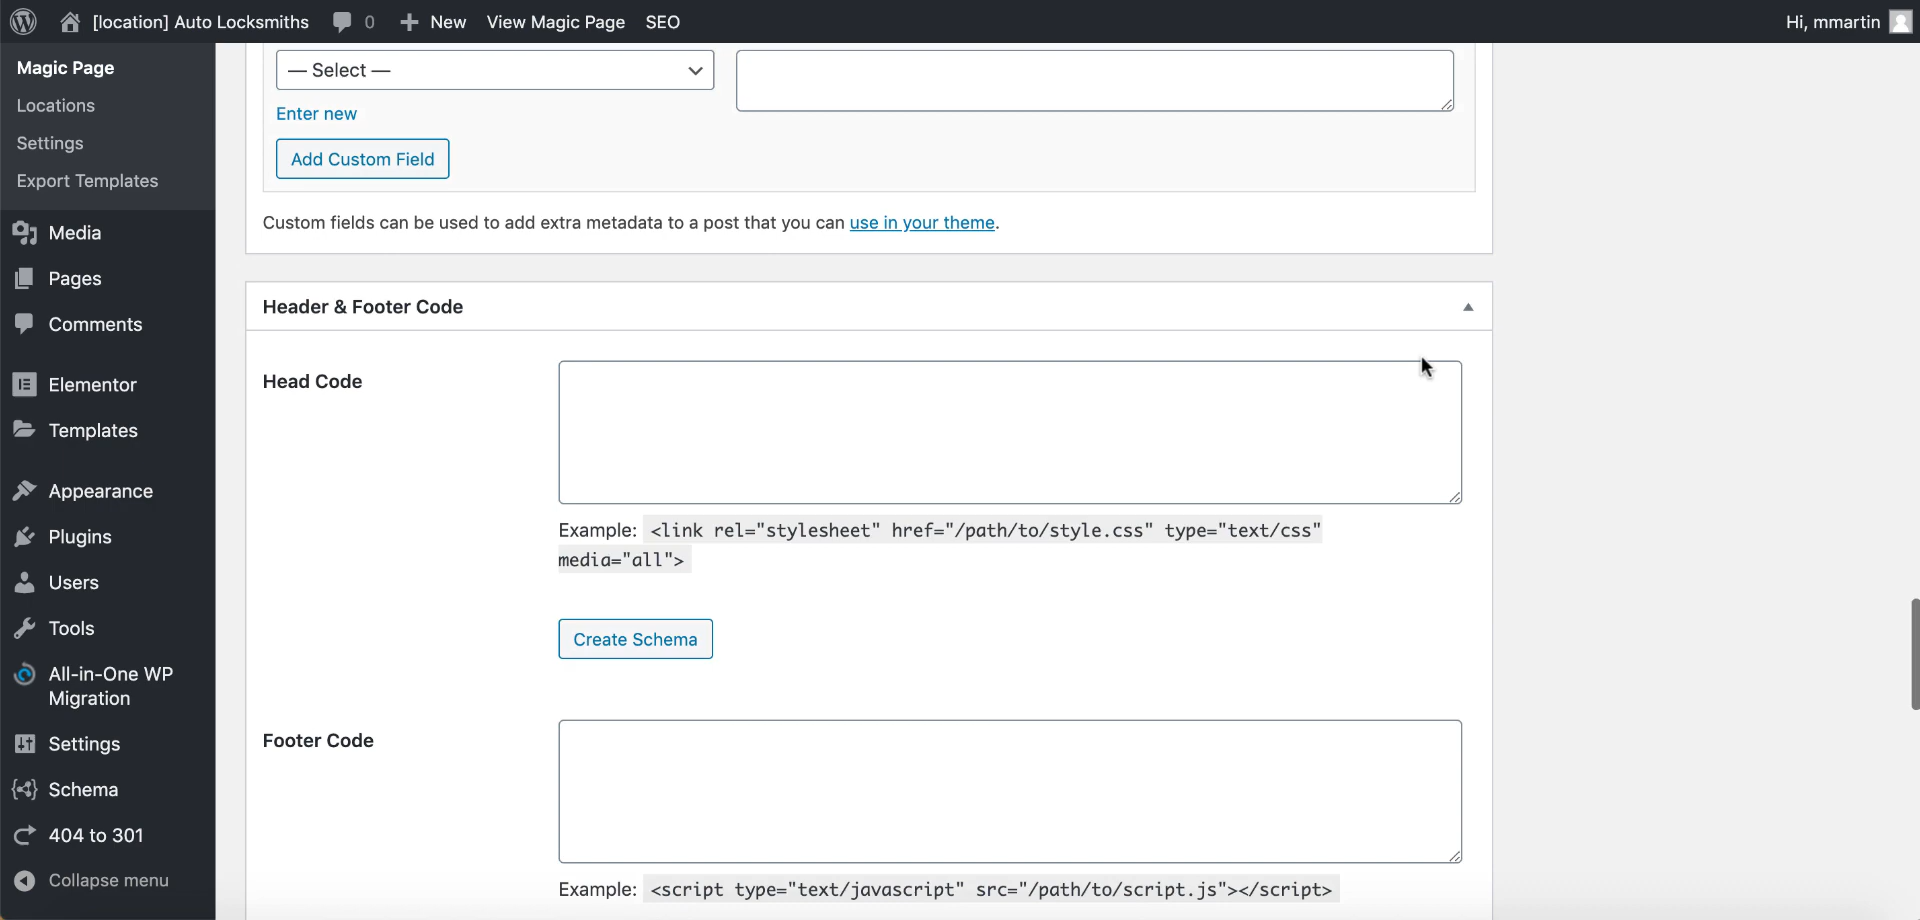 [location] Auto Locksmiths
0
New
View Magic Page
SEO
Hi, mmartin
Magic Page
Locations
Settings
Export Templates
Media
Pages
Comments
Elementor
Templates
Appearance
Plugins
Users
Tools
All-in-One WP
Migration
Settings
Schema
404 to 301
Collapse menu
— Select —
Enter new
Add Custom Field
Custom fields can be used to add extra metadata to a post that you can use in your theme.
Header & Footer Code
Head Code
Example: <link rel="stylesheet" href="/path/to/style.css" type="text/css"
media="all">
Create Schema
Footer Code
Example: <script type="text/javascript" src="/path/to/script.js"></script>